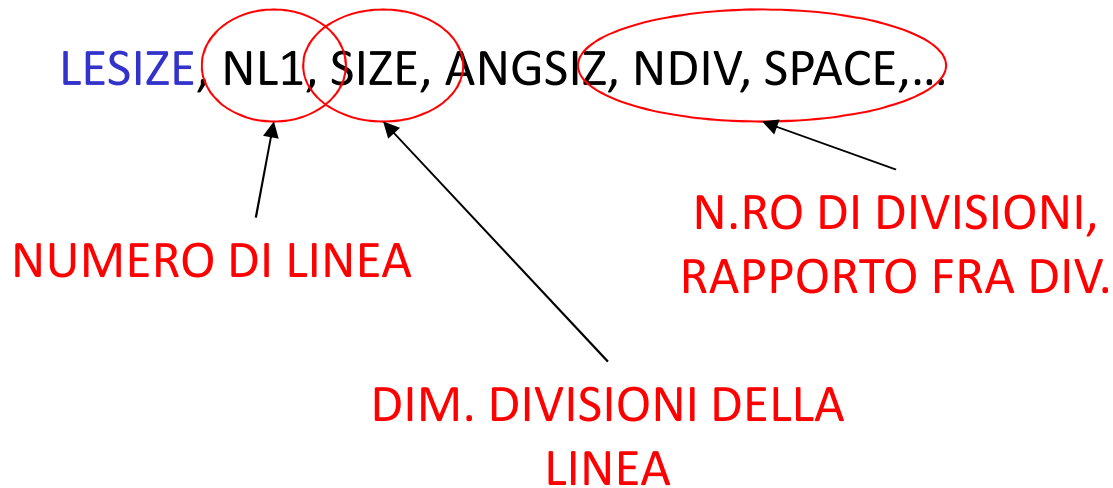 LESIZE, NL1, SIZE, ANGSIZ, NDIV, SPACE,...
N.RO DI DIVISIONI,
RAPPORTO FRA DIV.
NUMERO DI LINEA
DIM. DIVISIONI DELLA
LINEA